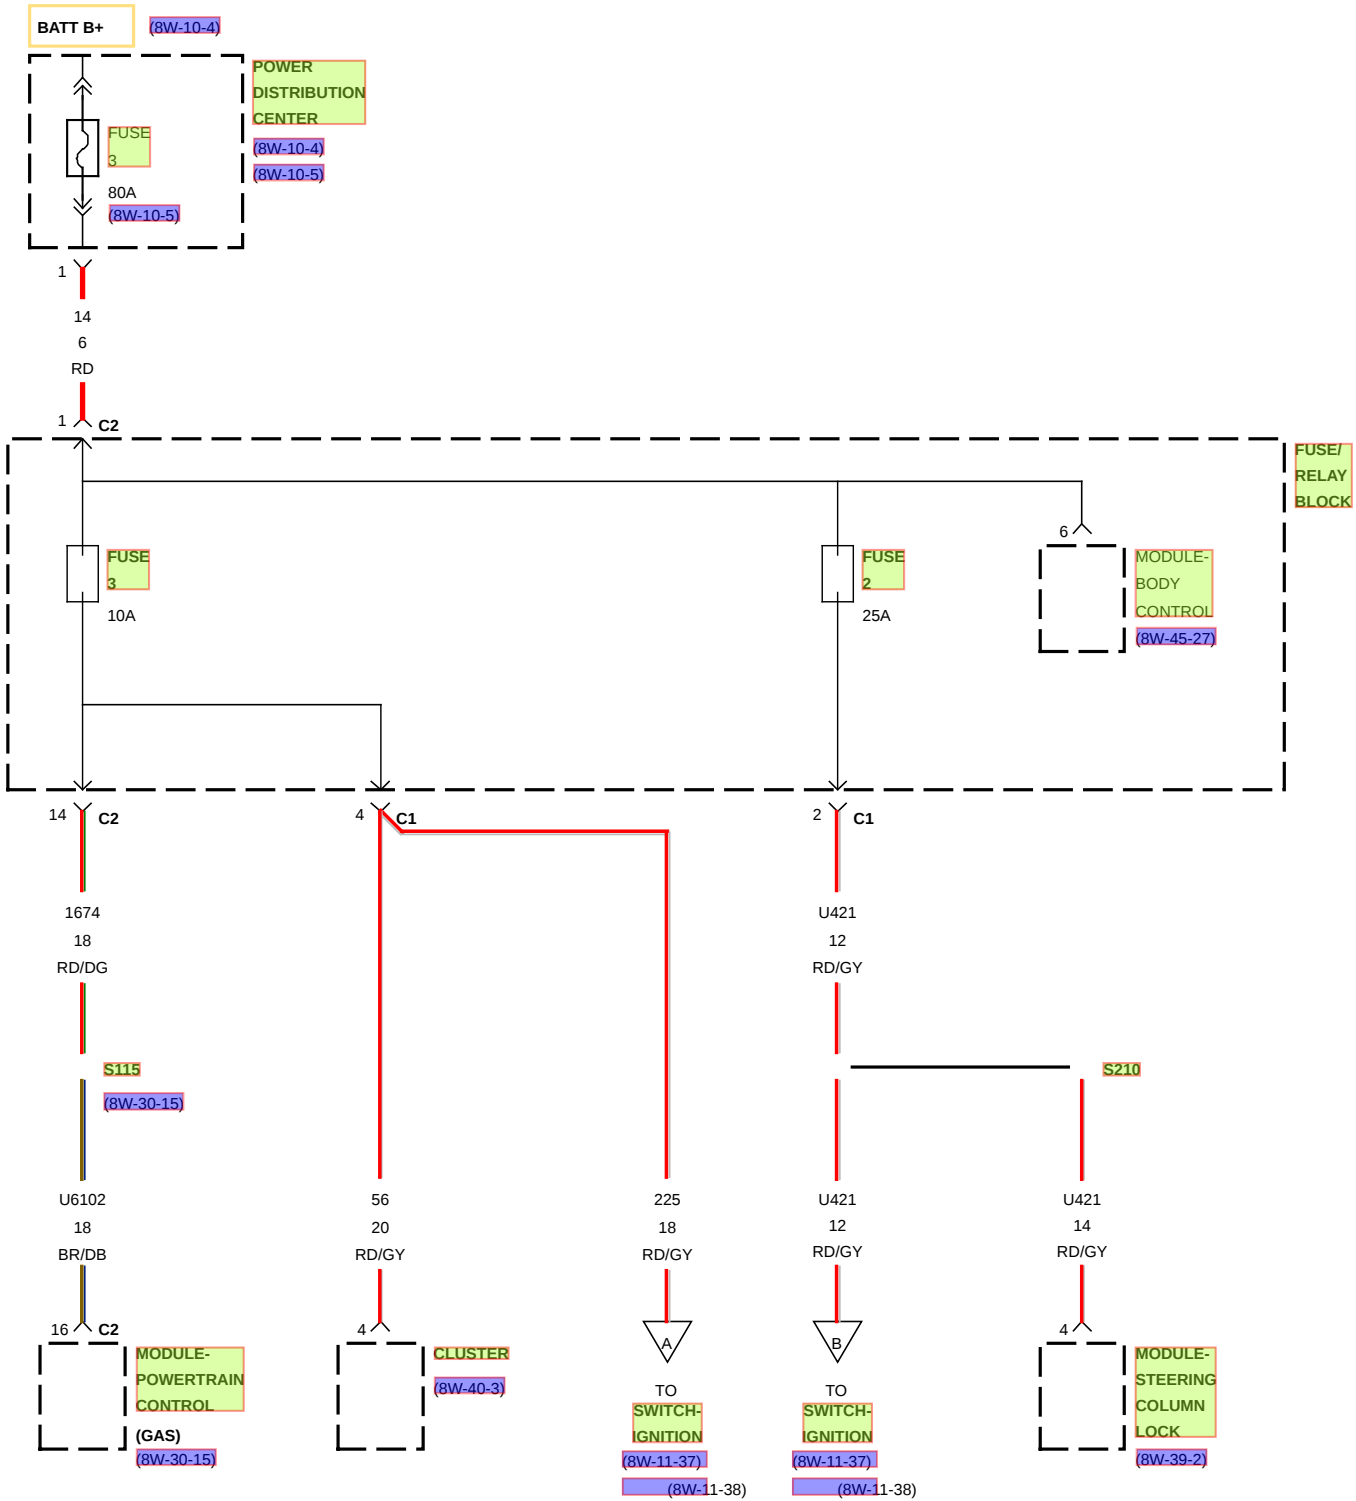 BATT B+ (8W-10-4)
POWER
DISTRIBUTION
CENTER
(8W-10-4)
(8W-10-5)
FUSE
3
80A
(8W-10-5)
1
14
6
RD
1 C2
FUSE/
RELAY
BLOCK
FUSE
3
10A
FUSE
2
25A
6
MODULE-
BODY
CONTROL
(8W-45-27)
14 C2
4 C1
2 C1
1674
18
RD/DG
U421
12
RD/GY
S115
(8W-30-15)
S210
U6102
18
BR/DB
56
20
RD/GY
225
18
RD/GY
U421
12
RD/GY
U421
14
RD/GY
16 C2
MODULE-
POWERTRAIN
CONTROL
(GAS)
(8W-30-15)
4
CLUSTER
(8W-40-3)
A
TO
SWITCH-
IGNITION
(8W-11-37)
(8W-11-38)
B
TO
SWITCH-
IGNITION
(8W-11-37)
(8W-11-38)
4
MODULE-
STEERING
COLUMN
LOCK
(8W-39-2)